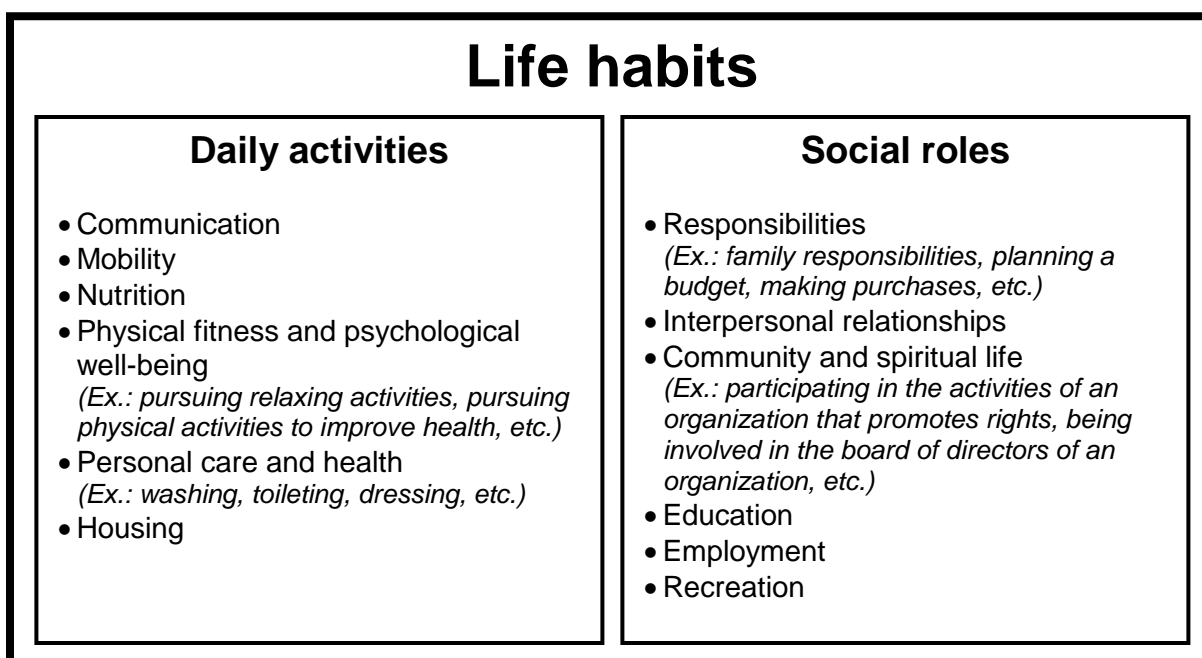 Life habits
Daily activities
• Communication
• Mobility
• Nutrition
• Physical fitness and psychological
well-being
(Ex.: pursuing relaxing activities, pursuing
physical activities to improve health, etc.)
• Personal care and health
(Ex.: washing, toileting, dressing, etc.)
• Housing
Social roles
• Responsibilities
(Ex.: family responsibilities, planning a
budget, making purchases, etc.)
• Interpersonal relationships
• Community and spiritual life
(Ex.: participating in the activities of an
organization that promotes rights, being
involved in the board of directors of an
organization, etc.)
• Education
• Employment
• Recreation